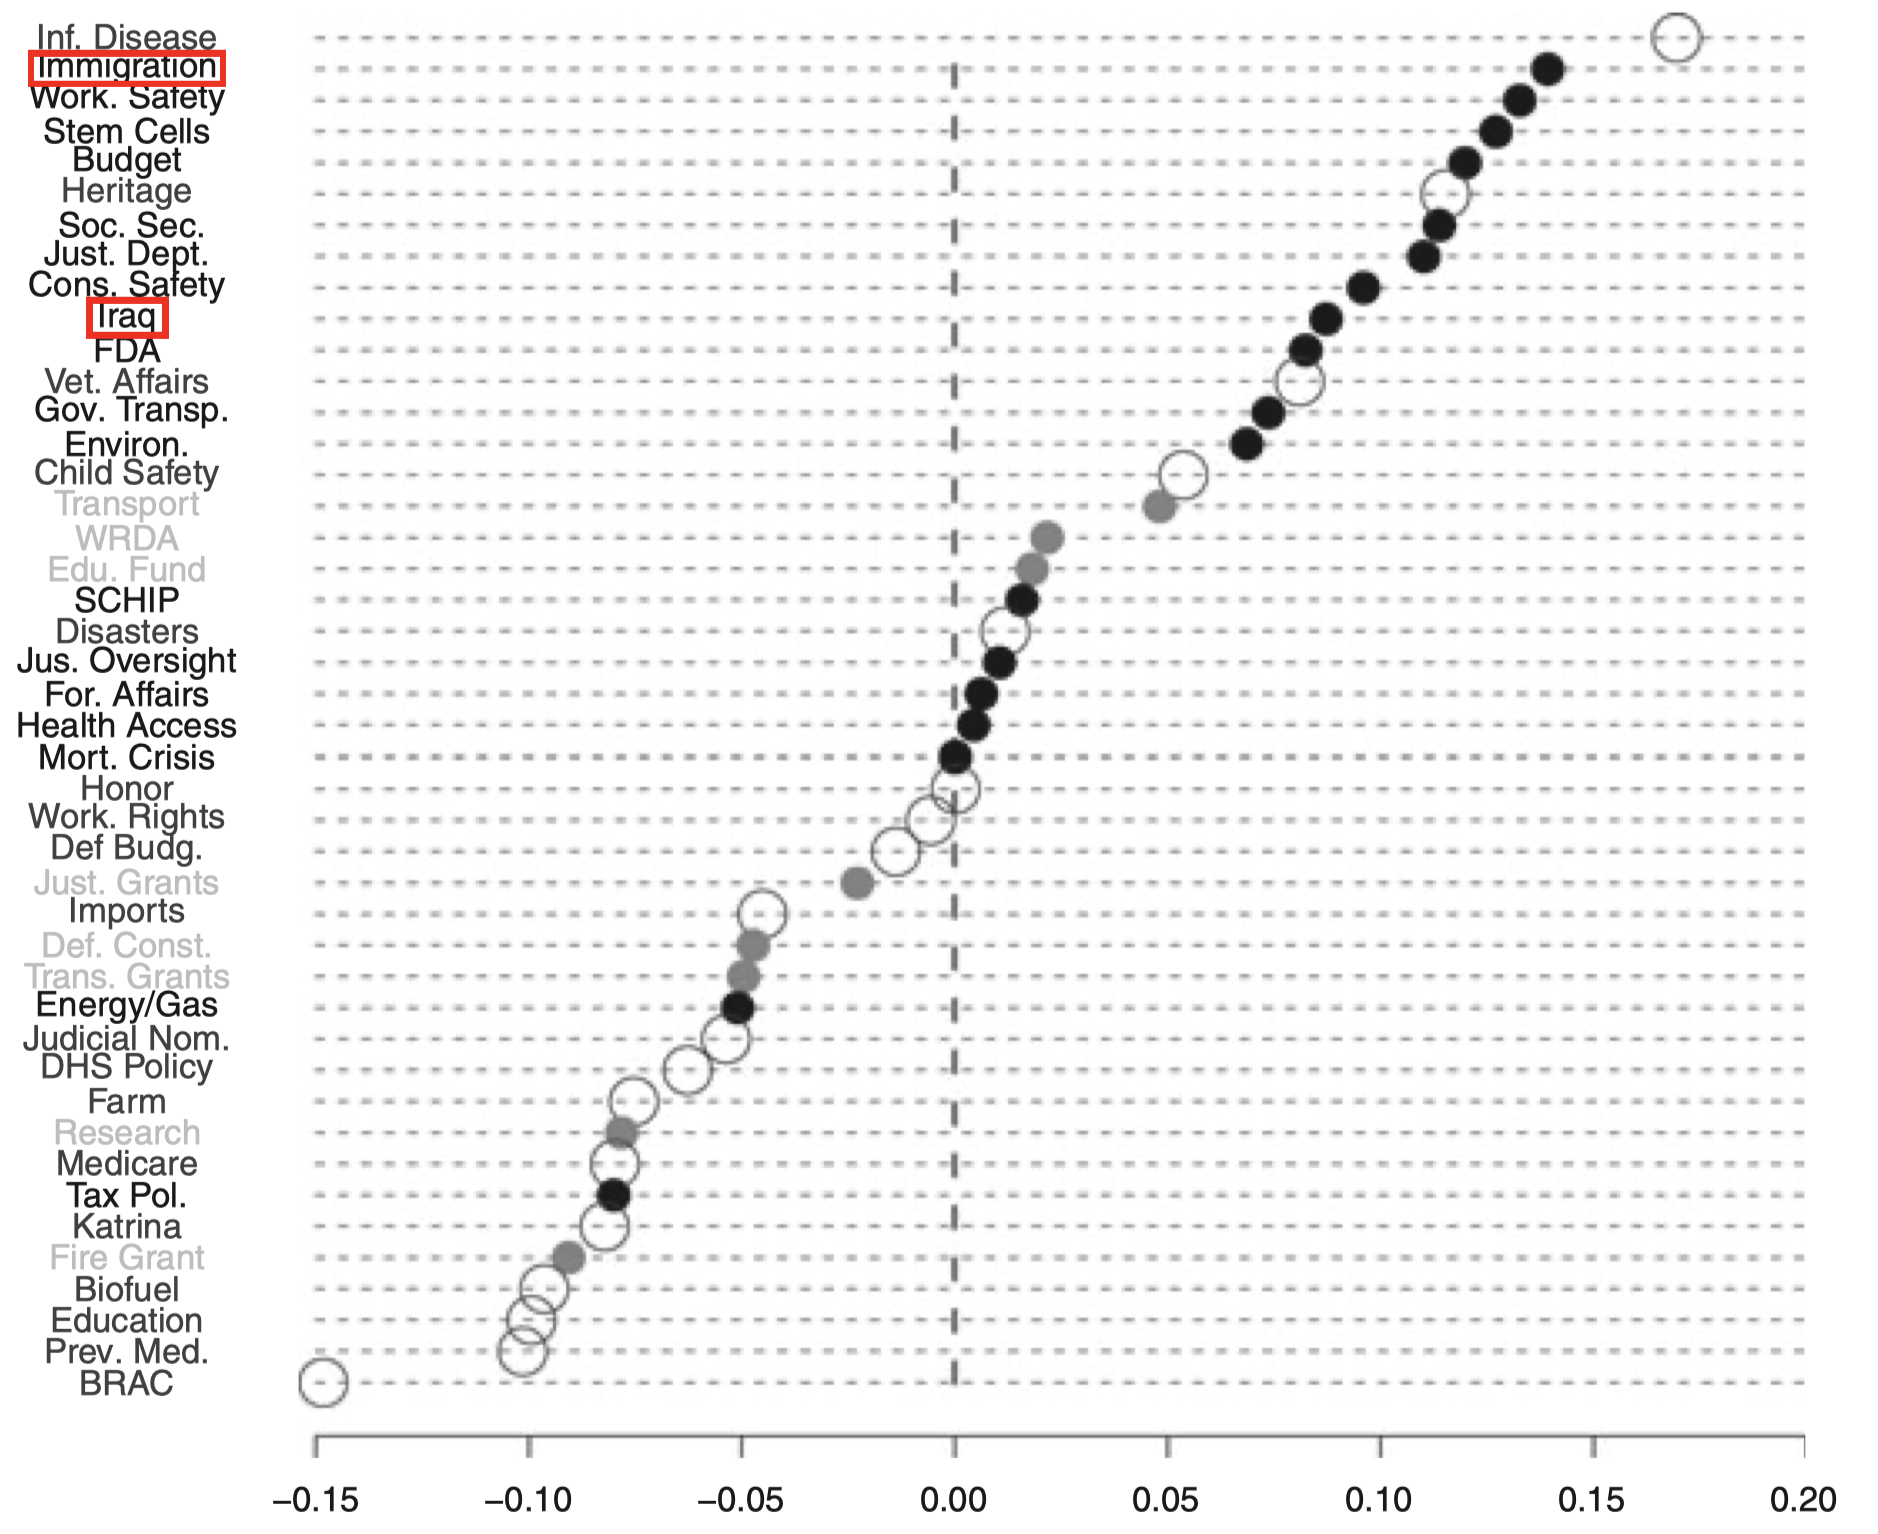 Inf. Disease
Immigration
Work. Safety
Stem Cells
Budget
Heritage
Soc. Sec.
Just. Dept.
Cons. Safety
Iraq
FDA
Vet. Affairs
Gov. Transp.
Environ.
Child Safety
Transport
WRDA
Edu. Fund
SCHIP
Disasters
Jus. Oversight
For. Affairs
Health Access
Mort. Crisis
Honor
Work. Rights
Def Budg.
Just. Grants
Imports
Def. Const.
Trans. Grants
Energy/Gas
Judicial Nom.
DHS Policy
Farm
Research
Medicare
Tax Pol.
Katrina
Fire Grant
Biofuel
Education
Prev. Med.
BRAC
−0.15 −0.10 −0.05 0.00 0.05 0.10 0.15 0.20